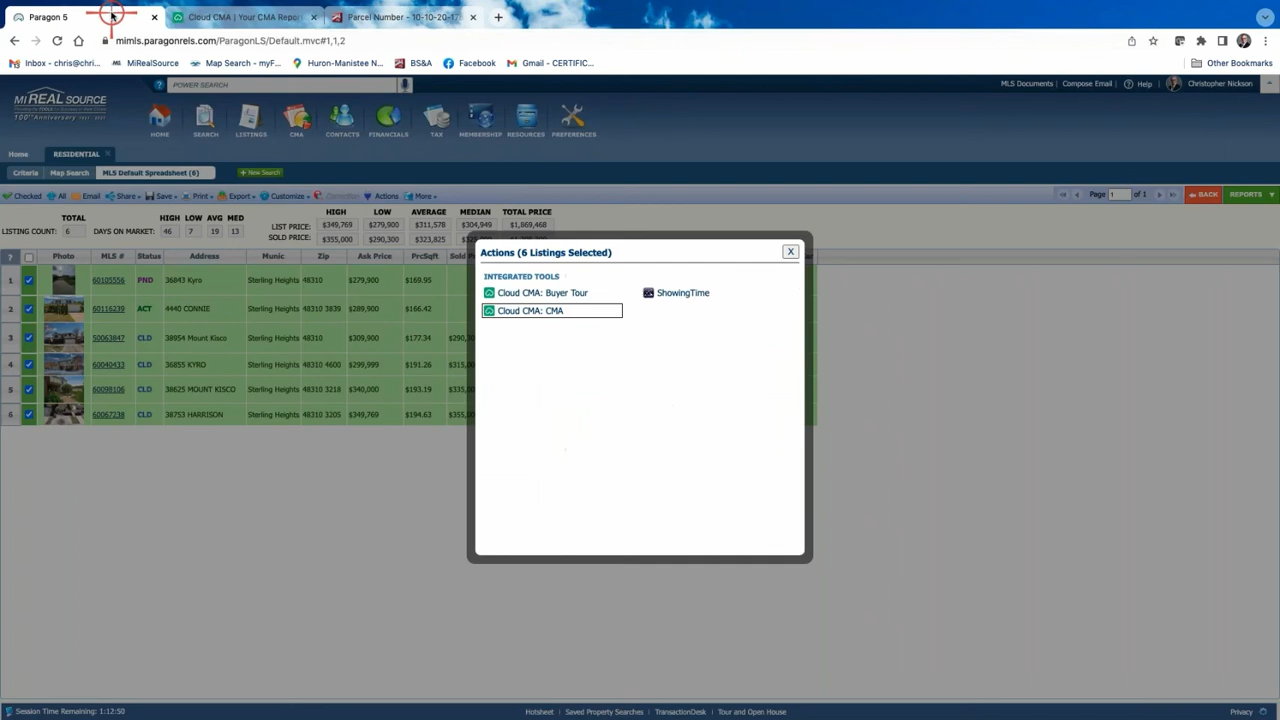 Paragon 5
Cloud CMA | Your CMA Report
Parcel Number - 10-10-20-17
mimls.paragonrels.com/ParagonLS/Default.mvc#1,1,2
Inbox - chris@chri... MiRealSource Map Search - myF... Huron-Manistee N... BS&A Facebook Gmail - CERTIFIC... Other Bookmarks
? POWER SEARCH MLS Documents Compose Email Help Christopher Nickson
MiREAL SOURCE
100th Anniversary
HOME SEARCH LISTINGS CMA CONTACTS FINANCIALS TAX MEMBERSHIP RESOURCES PREFERENCES
Home RESIDENTIAL
Criteria Map Search MLS Default Spreadsheet (6) + New Search
Checked All Email Share Save Print Export Customize Actions More Page 1 of 1 BACK REPORTS
TOTAL HIGH LOW AVG MED HIGH LOW AVERAGE MEDIAN TOTAL PRICE
LISTING COUNT: 6 DAYS ON MARKET: 46 7 19 13 LIST PRICE: $349,769 $279,900 $311,578 $304,949 $1,869,468
SOLD PRICE: $355,000 $290,300 $323,825
? Photo MLS # Status Address Munic Zip Ask Price PrcSqft Sold P
1 60105556 PND 36843 Kyro Sterling Heights 48310 $279,900 $169.95
2 60116239 ACT 4440 CONNIE Sterling Heights 48310 3839 $289,900 $166.42
3 50063847 CLD 38954 Mount Kisco Sterling Heights 48310 $309,900 $177.34 $290,3
4 60040433 CLD 36855 KYRO Sterling Heights 48310 4600 $299,999 $191.26 $315,
5 60098106 CLD 38625 MOUNT KISCO Sterling Heights 48310 3218 $340,000 $193.19 $335,
6 60067238 CLD 38753 HARRISON Sterling Heights 48310 3205 $349,769 $194.63 $355,
Actions (6 Listings Selected) X
INTEGRATED TOOLS
Cloud CMA: Buyer Tour ShowingTime
Cloud CMA: CMA
Session Time Remaining: 1:12:50 Hotsheet Saved Property Searches TransactionDesk Tour and Open House Privacy